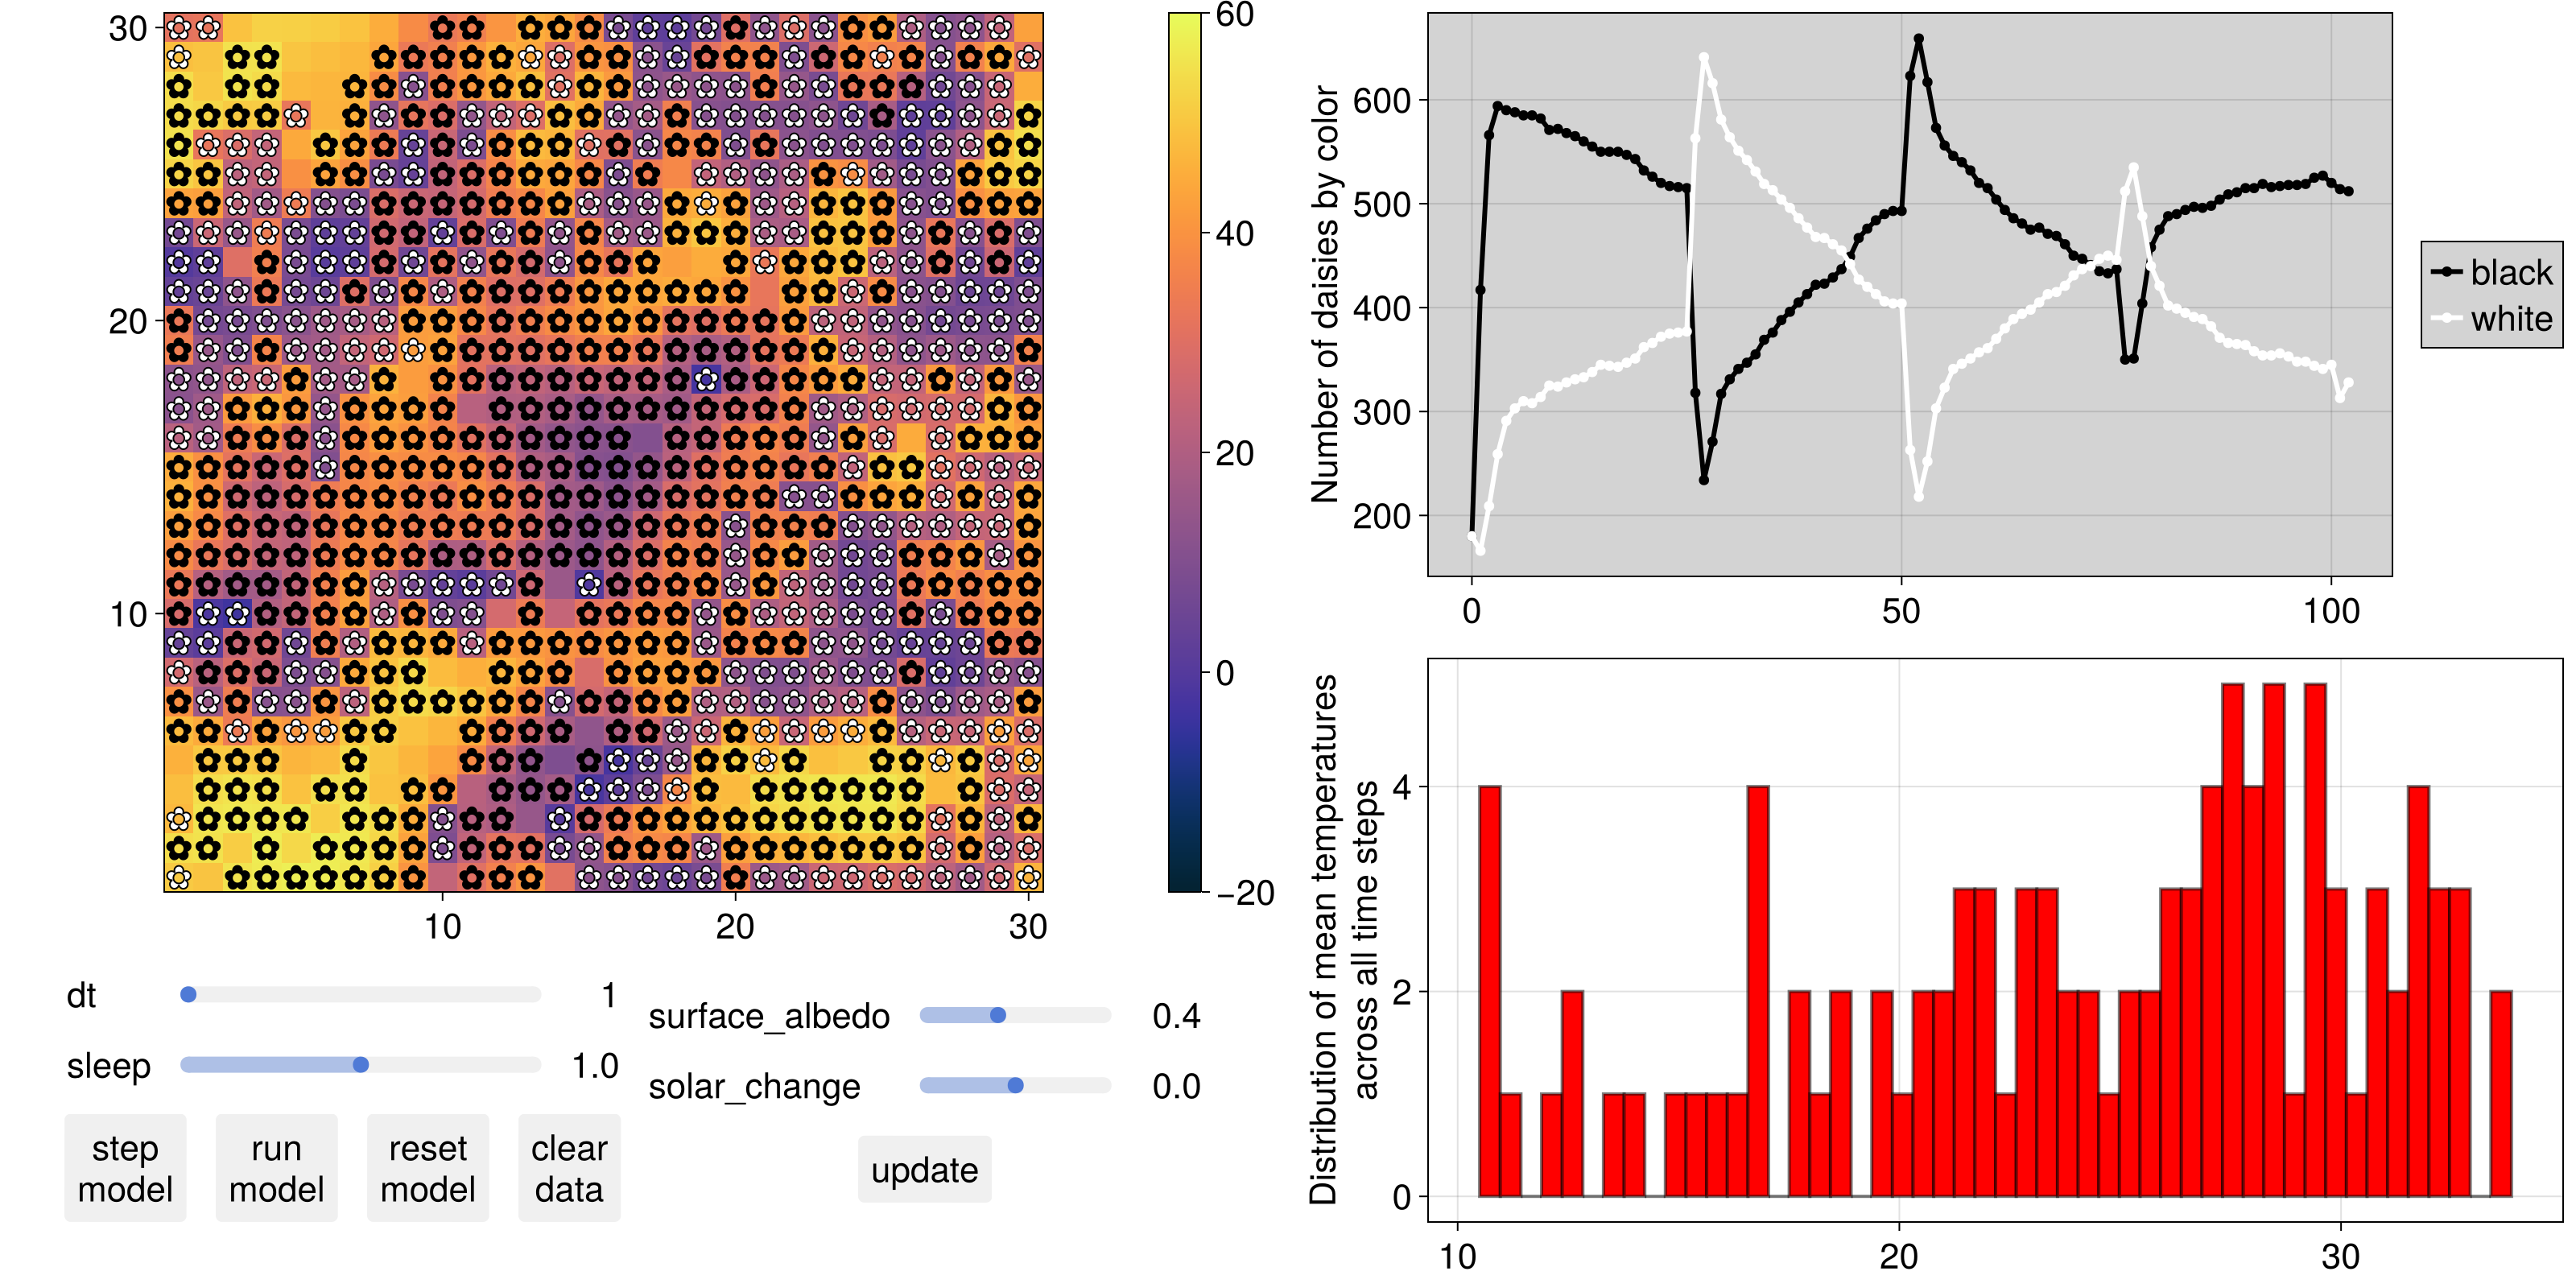 30
20
10
10
20
30
60
40
20
0
−20
Number of daisies by color
600
500
400
300
200
0
50
100
black
white
Distribution of mean temperatures
across all time steps
4
2
0
10
20
30
dt
1
sleep
1.0
surface_albedo
0.4
solar_change
0.0
step
model
run
model
reset
model
clear
data
update